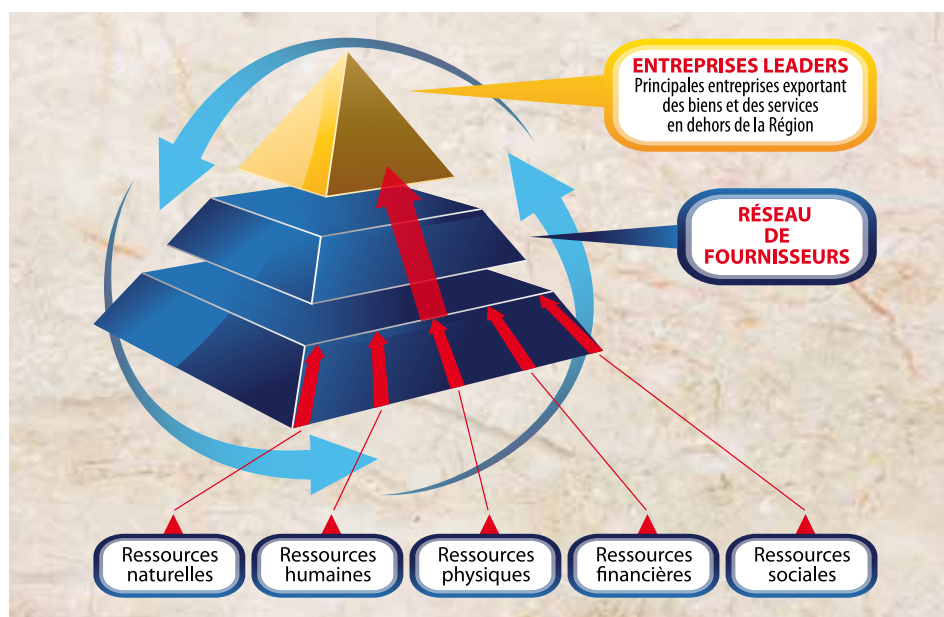 ENTREPRISES LEADERS
Principales entreprises exportant
des biens et des services
en dehors de la Région
RÉSEAU
DE
FOURNISSEURS
Ressources
naturelles
Ressources
humaines
Ressources
physiques
Ressources
financières
Ressources
sociales